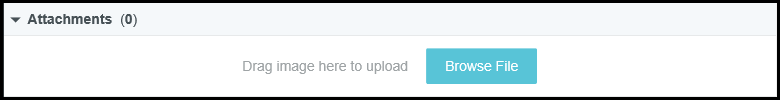 Attachments (0)
Drag image here to upload Browse File